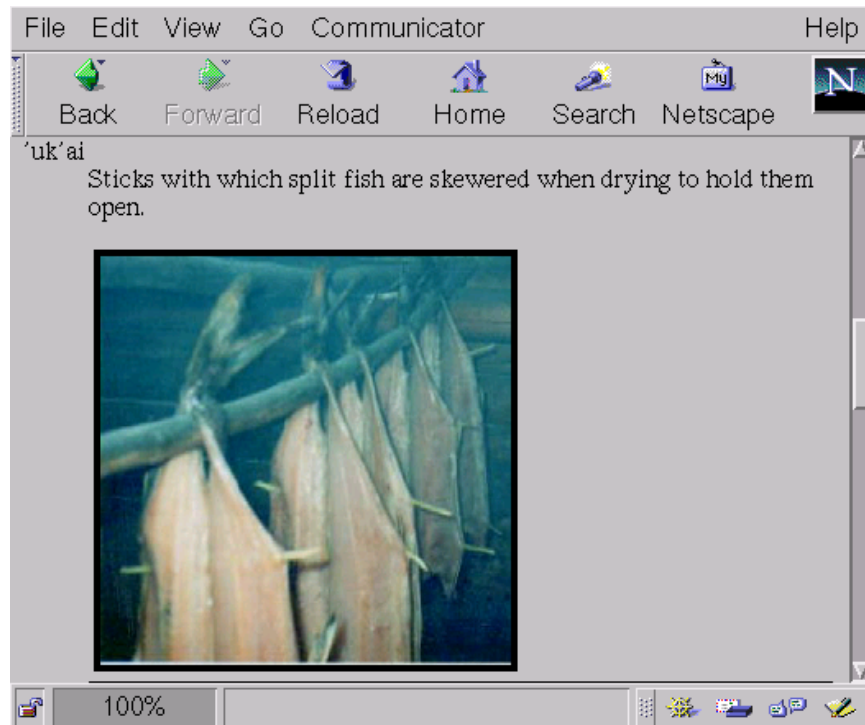 File Edit View Go Communicator Help
Back Forward Reload Home Search Netscape
My
N
´uk´ai
Sticks with which split fish are skewered when drying to hold them
open.
100%